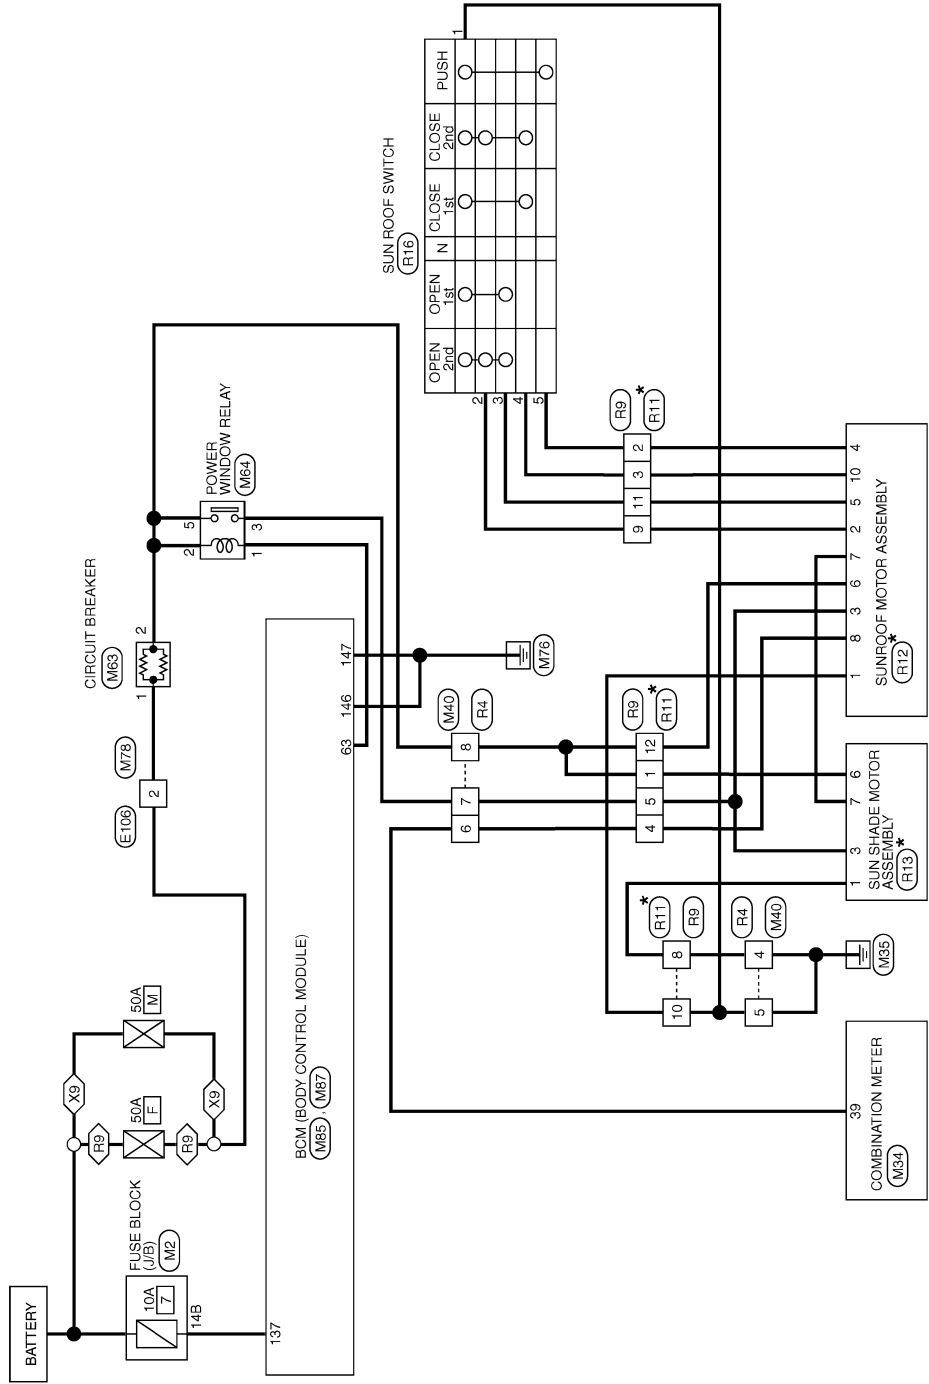 BATTERY
FUSE BLOCK
(J/B)
M2
10A
7
14B
137
50A
F
50A
M
R9
R9
X9
X9
E106
M78
2
CIRCUIT BREAKER
M63
1
2
POWER
WINDOW RELAY
M64
2
5
1
3
BCM (BODY CONTROL MODULE)
M85 , M87
63
146
147
M76
SUN ROOF SWITCH
R16
OPEN
2nd
OPEN
1st
N
CLOSE
1st
CLOSE
2nd
PUSH
1
2
3
4
5
R9
R11
*
9
11
3
2
M40
R4
6
7
8
R9
R11
*
4
5
1
12
R11
*
R9
10
8
R4
M40
5
4
M35
COMBINATION METER
M34
39
SUN SHADE MOTOR
ASSEMBLY
R13
*
1
3
7
6
SUNROOF MOTOR ASSEMBLY
R12
*
1
8
3
6
7
2
5
10
4